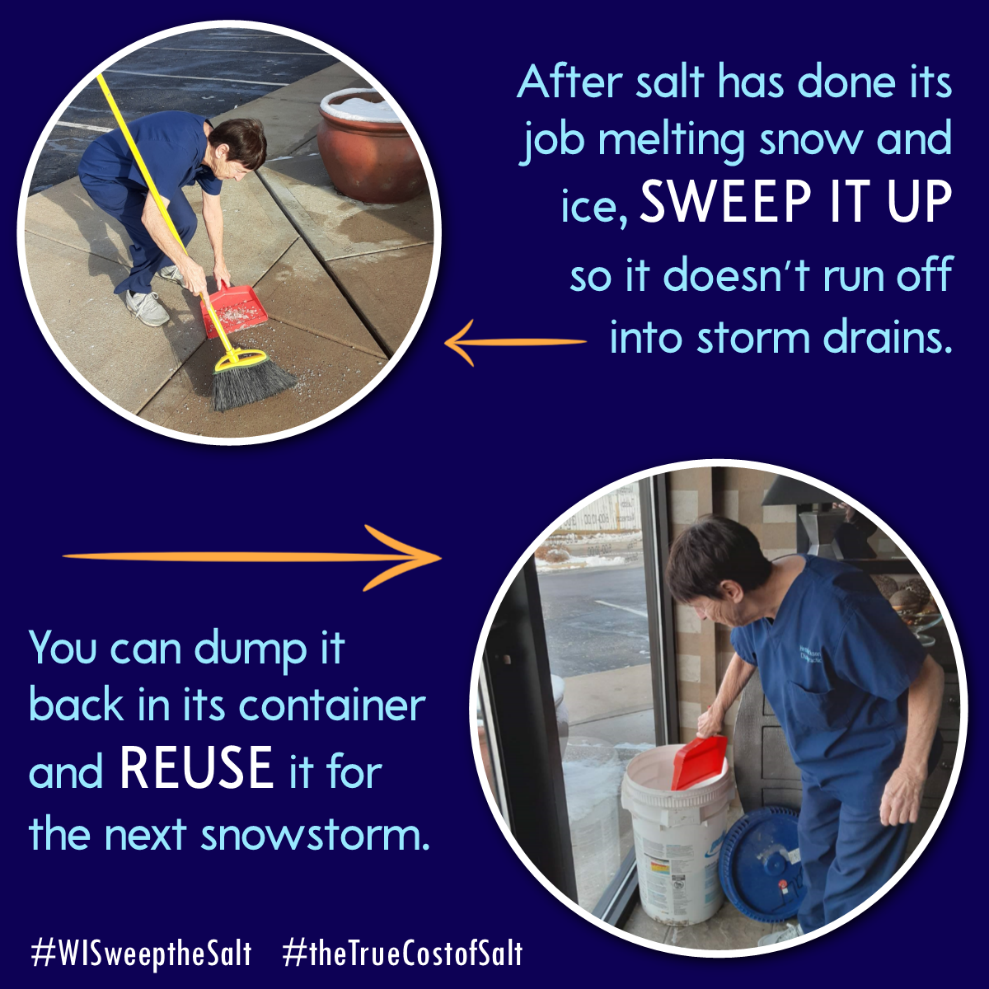 After salt has done its
job melting snow and
ice, SWEEP IT UP
so it doesn't run off
into storm drains.
You can dump it
back in its container
and REUSE it for
the next snowstorm.
#WISweeptheSalt #theTrueCostofSalt